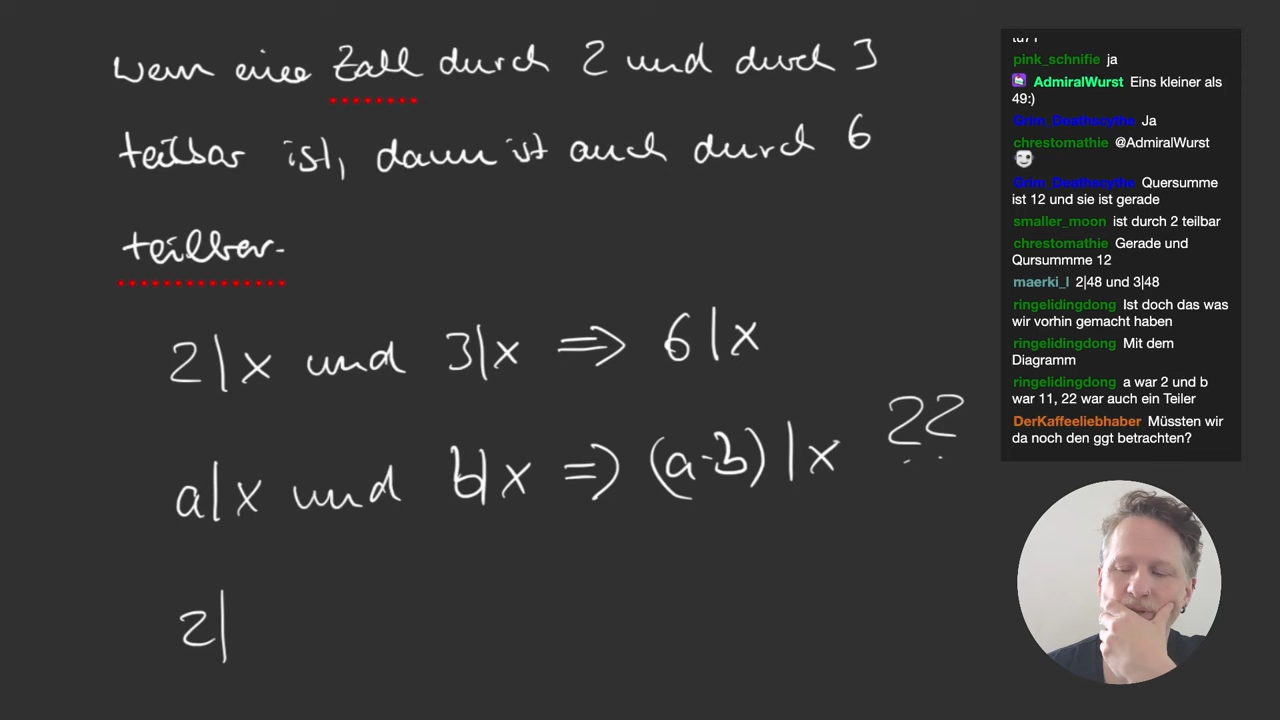 Wenn eine Zahl durch 2 und durch 3
teilbar ist, dann ist auch durch 6
teilbar.
2|x und 3|x => 6|x
a|x und b|x => (a·b)|x ??
2|
pink_schnifie ja
AdmiralWurst Eins kleiner als
49:)
Grim_Deathscythe Ja
chrestomathie @AdmiralWurst
Grim_Deathscythe Quersumme
ist 12 und sie ist gerade
smaller_moon ist durch 2 teilbar
chrestomathie Gerade und
Qursummme 12
maerki_l 2|48 und 3|48
ringelidingdong Ist doch das was
wir vorhin gemacht haben
ringelidingdong Mit dem
Diagramm
ringelidingdong a war 2 und b
war 11, 22 war auch ein Teiler
DerKaffeeliebhaber Müssten wir
da noch den ggt betrachten?